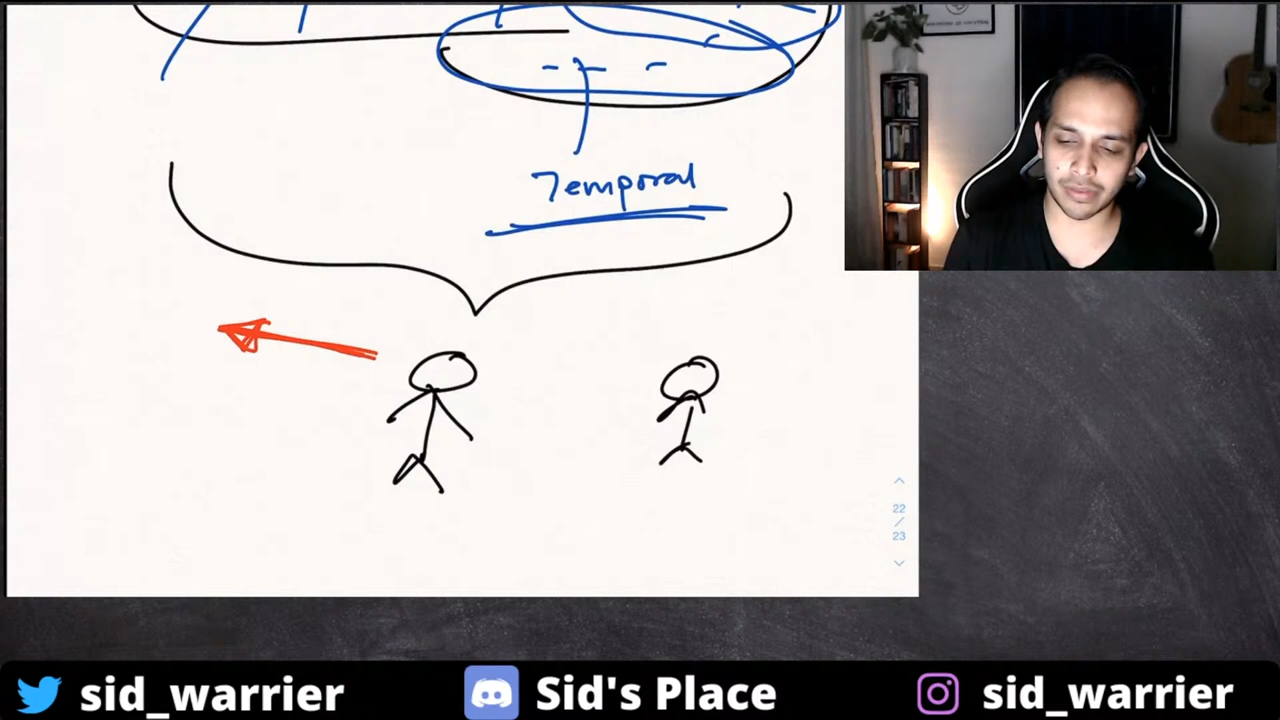 Temporal
22
/
23
sid_warrier
Sid's Place
sid_warrier